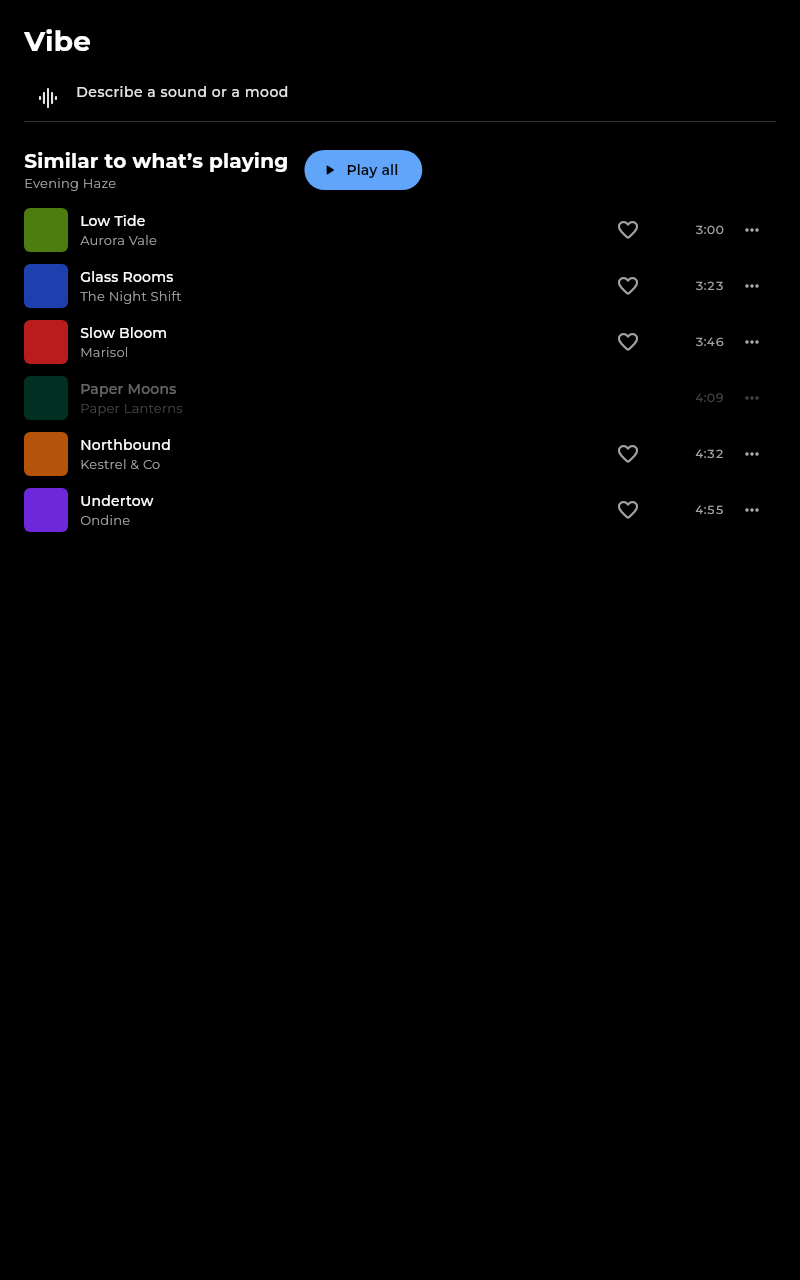 Vibe
Describe a sound or a mood
Similar to what’s playing
Evening Haze
Play all
Low Tide
Aurora Vale
3:00
Glass Rooms
The Night Shift
3:23
Slow Bloom
Marisol
3:46
Paper Moons
Paper Lanterns
4:09
Northbound
Kestrel & Co
4:32
Undertow
Ondine
4:55